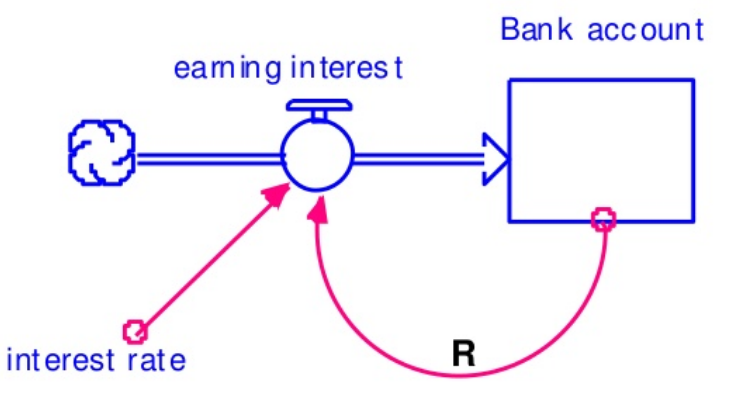 Bank account
earning interest
R
interest rate